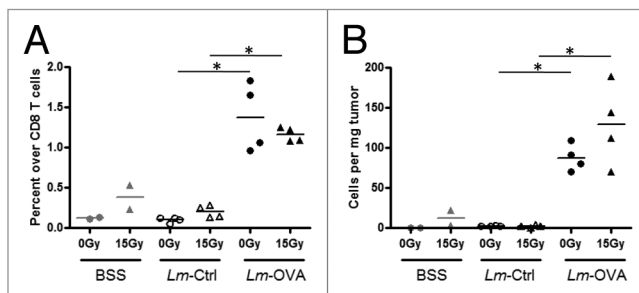 A
Percent over CD8 T cells
2.0
1.5
1.0
0.5
0.0
*
*
0Gy 15Gy 0Gy 15Gy 0Gy 15Gy
BSS Lm-Ctrl Lm-OVA
B
Cells per mg tumor
200
150
100
50
0
*
*
0Gy 15Gy 0Gy 15Gy 0Gy 15Gy
BSS Lm-Ctrl Lm-OVA